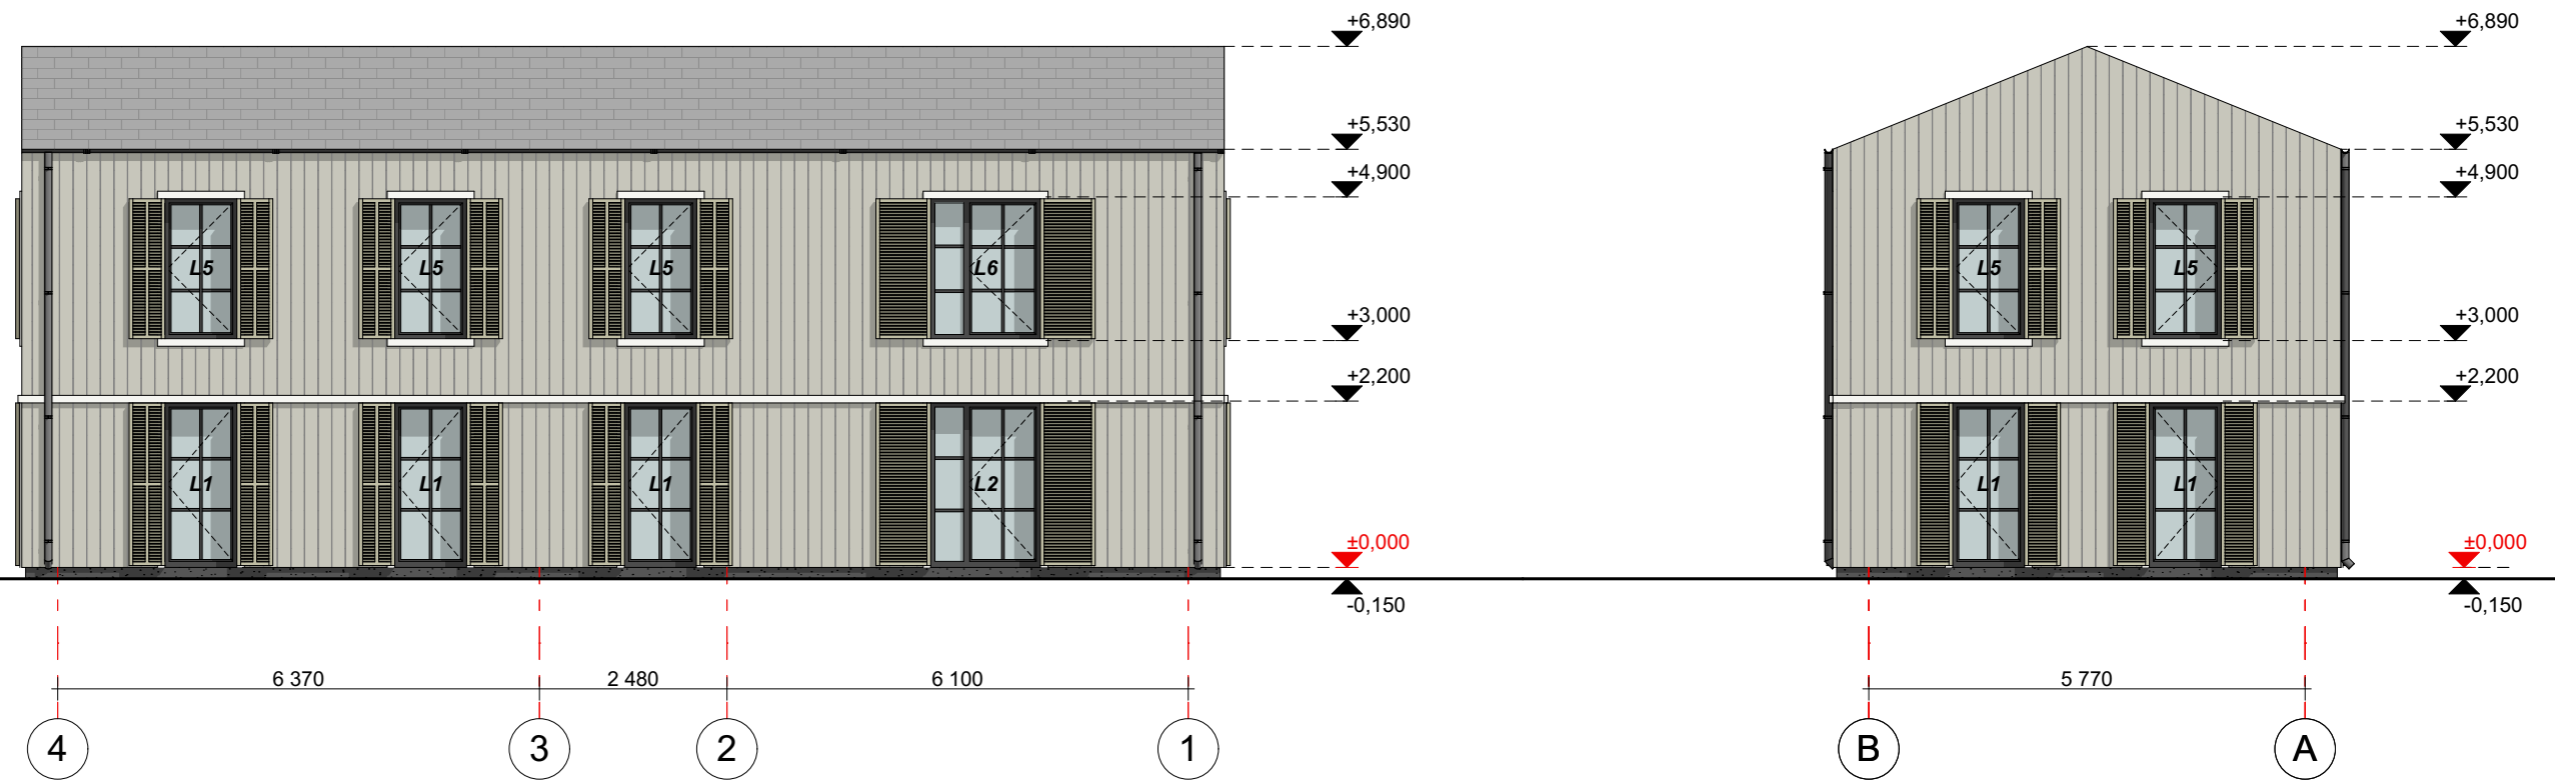 +6,890
+5,530
+4,900
L5 L5 L5 L6
+3,000
+2,200
L1 L1 L1 L2
±0,000
-0,150
6 370 2 480 6 100
4 3 2 1
+6,890
+5,530
+4,900
L5 L5
+3,000
+2,200
L1 L1
±0,000
-0,150
5 770
B A